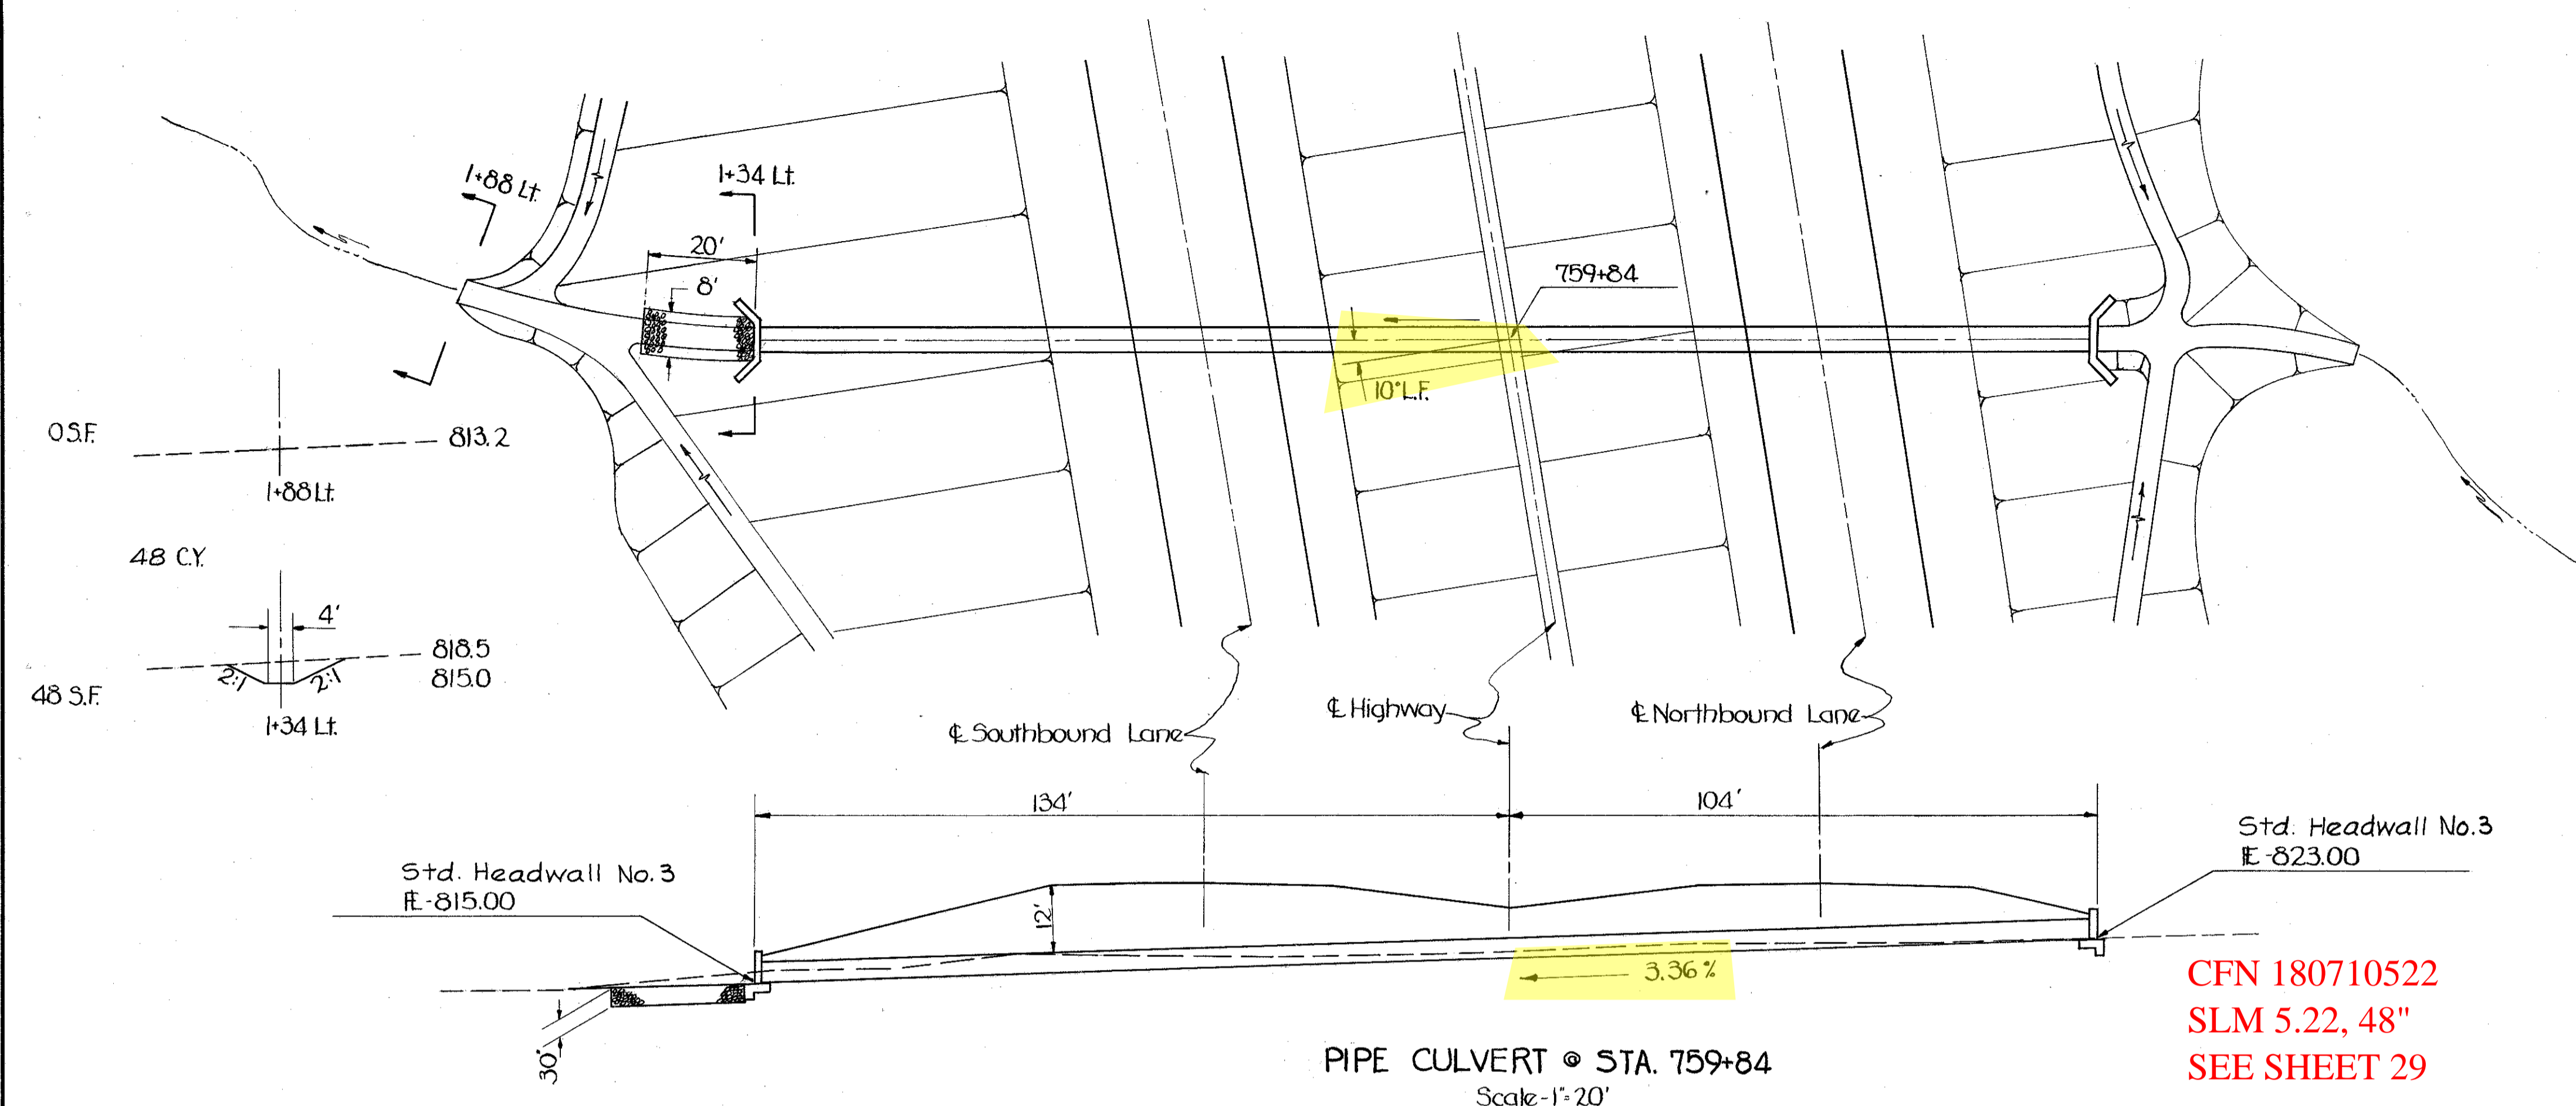 1+88 Lt.
1+34 Lt.
20'
8'
759+84
10° L.F.
0 S.F.
813.2
1+88 Lt.
48 C.Y.
4'
818.5
2:1
2:1
815.0
48 S.F.
1+34 Lt.
℄ Southbound Lane
℄ Highway
℄ Northbound Lane
134'
104'
Std. Headwall No.3
FE-815.00
Std. Headwall No.3
FE-823.00
12'
3.36 %
30"
CFN 180710522
SLM 5.22, 48"
SEE SHEET 29
PIPE CULVERT @ STA. 759+84
Scale-1"=20'